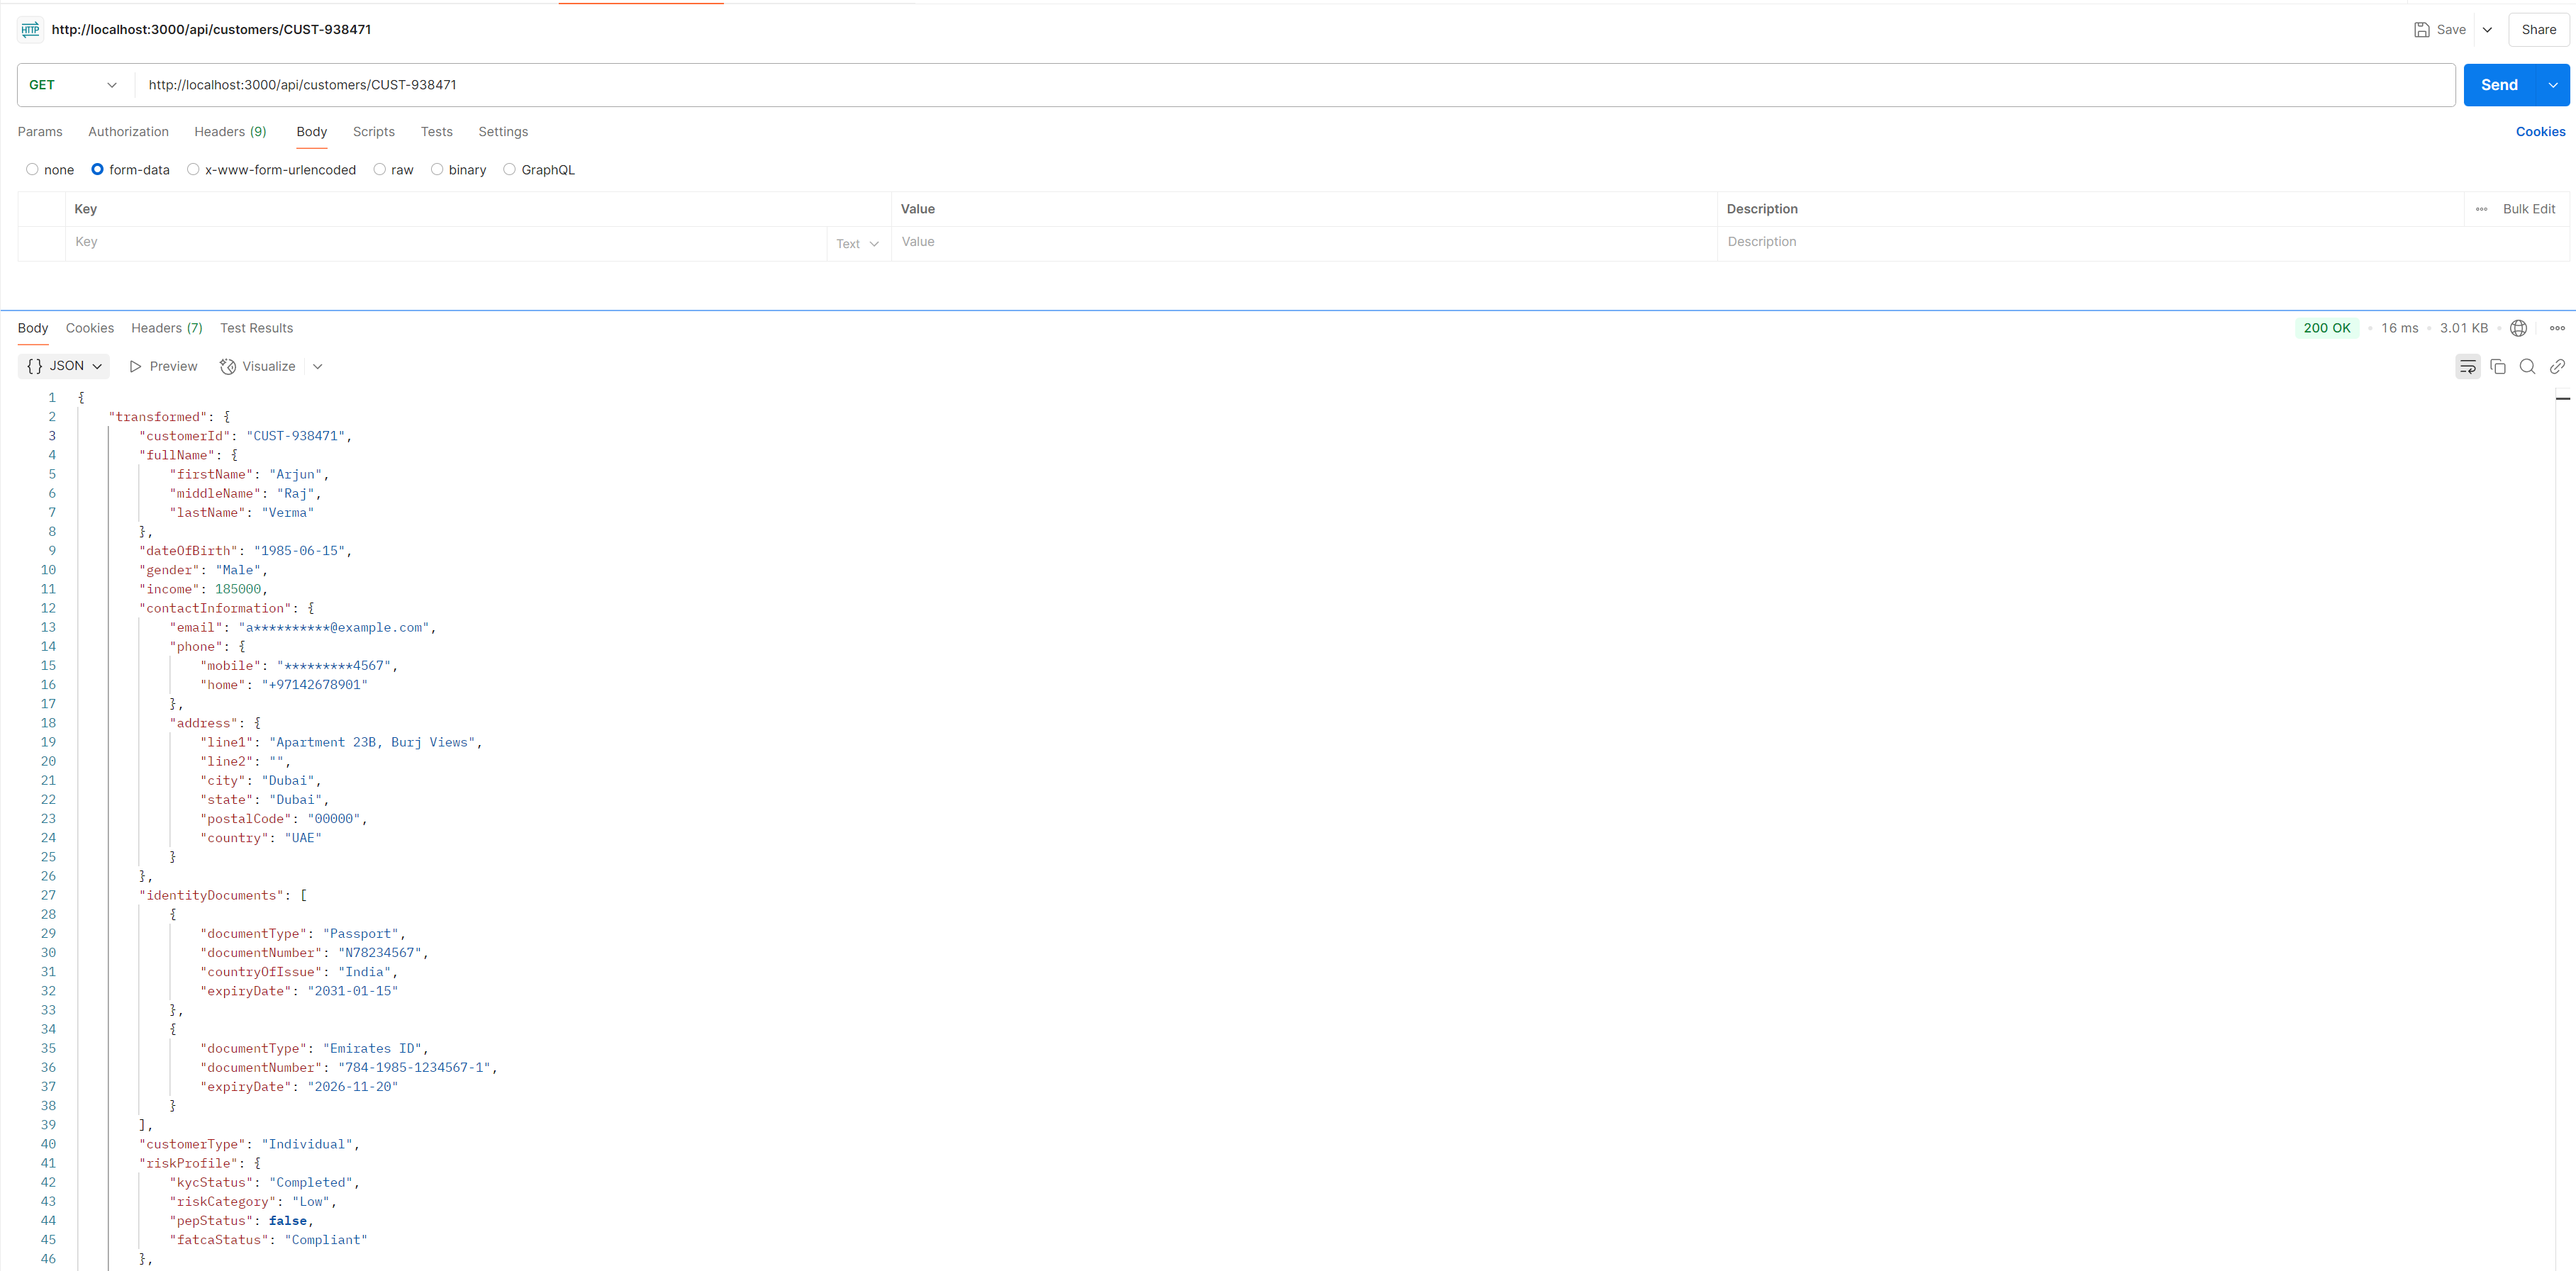 HTTP http://localhost:3000/api/customers/CUST-938471 Save Share
GET http://localhost:3000/api/customers/CUST-938471 Send
Params Authorization Headers (9) Body Scripts Tests Settings Cookies
none form-data x-www-form-urlencoded raw binary GraphQL
Key Value Description Bulk Edit
Key Text Value Description
Body Cookies Headers (7) Test Results 200 OK 16 ms 3.01 KB
{} JSON Preview Visualize
1 {
2 "transformed": {
3 "customerId": "CUST-938471",
4 "fullName": {
5 "firstName": "Arjun",
6 "middleName": "Raj",
7 "lastName": "Verma"
8 },
9 "dateOfBirth": "1985-06-15",
10 "gender": "Male",
11 "income": 185000,
12 "contactInformation": {
13 "email": "a**********@example.com",
14 "phone": {
15 "mobile": "*********4567",
16 "home": "+97142678901"
17 },
18 "address": {
19 "line1": "Apartment 23B, Burj Views",
20 "line2": "",
21 "city": "Dubai",
22 "state": "Dubai",
23 "postalCode": "00000",
24 "country": "UAE"
25 }
26 },
27 "identityDocuments": [
28 {
29 "documentType": "Passport",
30 "documentNumber": "N78234567",
31 "countryOfIssue": "India",
32 "expiryDate": "2031-01-15"
33 },
34 {
35 "documentType": "Emirates ID",
36 "documentNumber": "784-1985-1234567-1",
37 "expiryDate": "2026-11-20"
38 }
39 ],
40 "customerType": "Individual",
41 "riskProfile": {
42 "kycStatus": "Completed",
43 "riskCategory": "Low",
44 "pepStatus": false,
45 "fatcaStatus": "Compliant"
46 },